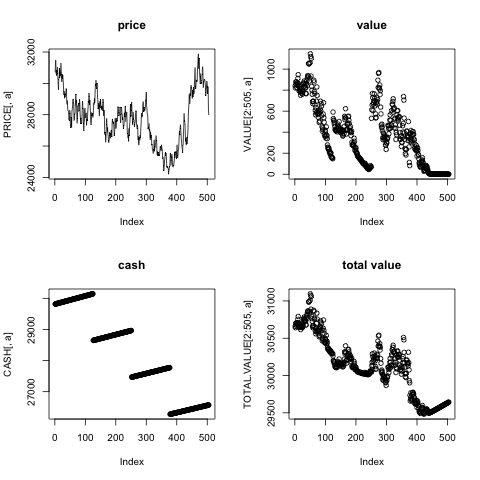 price
PRICE[, a]
24000 28000 32000
0 100 200 300 400 500
Index
value
VALUE[2:505, a]
0 200 600 1000
0 100 200 300 400 500
Index
cash
CASH[, a]
27000 29000
0 100 200 300 400 500
Index
total value
TOTAL.VALUE[2:505, a]
29500 30000 30500 31000
0 100 200 300 400 500
Index